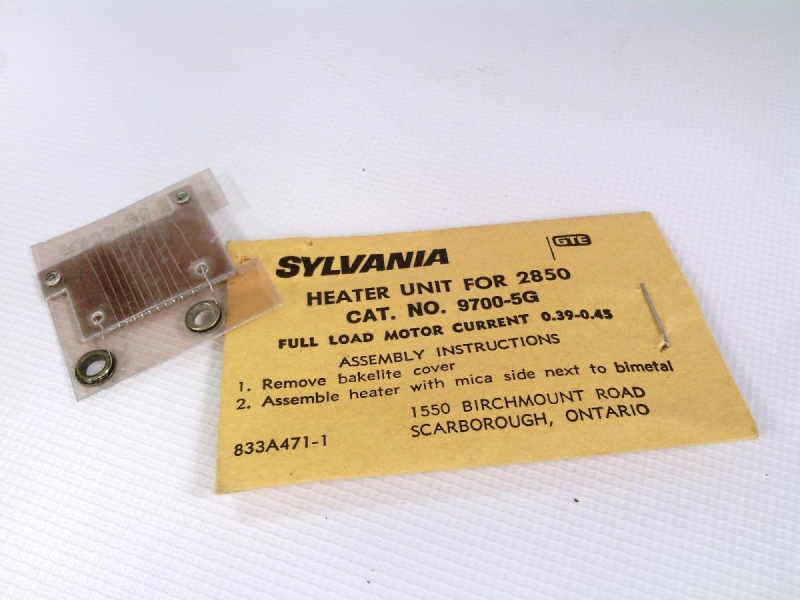 SYLVANIA
GTE
HEATER UNIT FOR 2850
CAT. NO. 9700-5G
FULL LOAD MOTOR CURRENT 0.39-0.45
ASSEMBLY INSTRUCTIONS
1. Remove bakelite cover
2. Assemble heater with mica side next to bimetal
833A471-1
1550 BIRCHMOUNT ROAD
SCARBOROUGH, ONTARIO